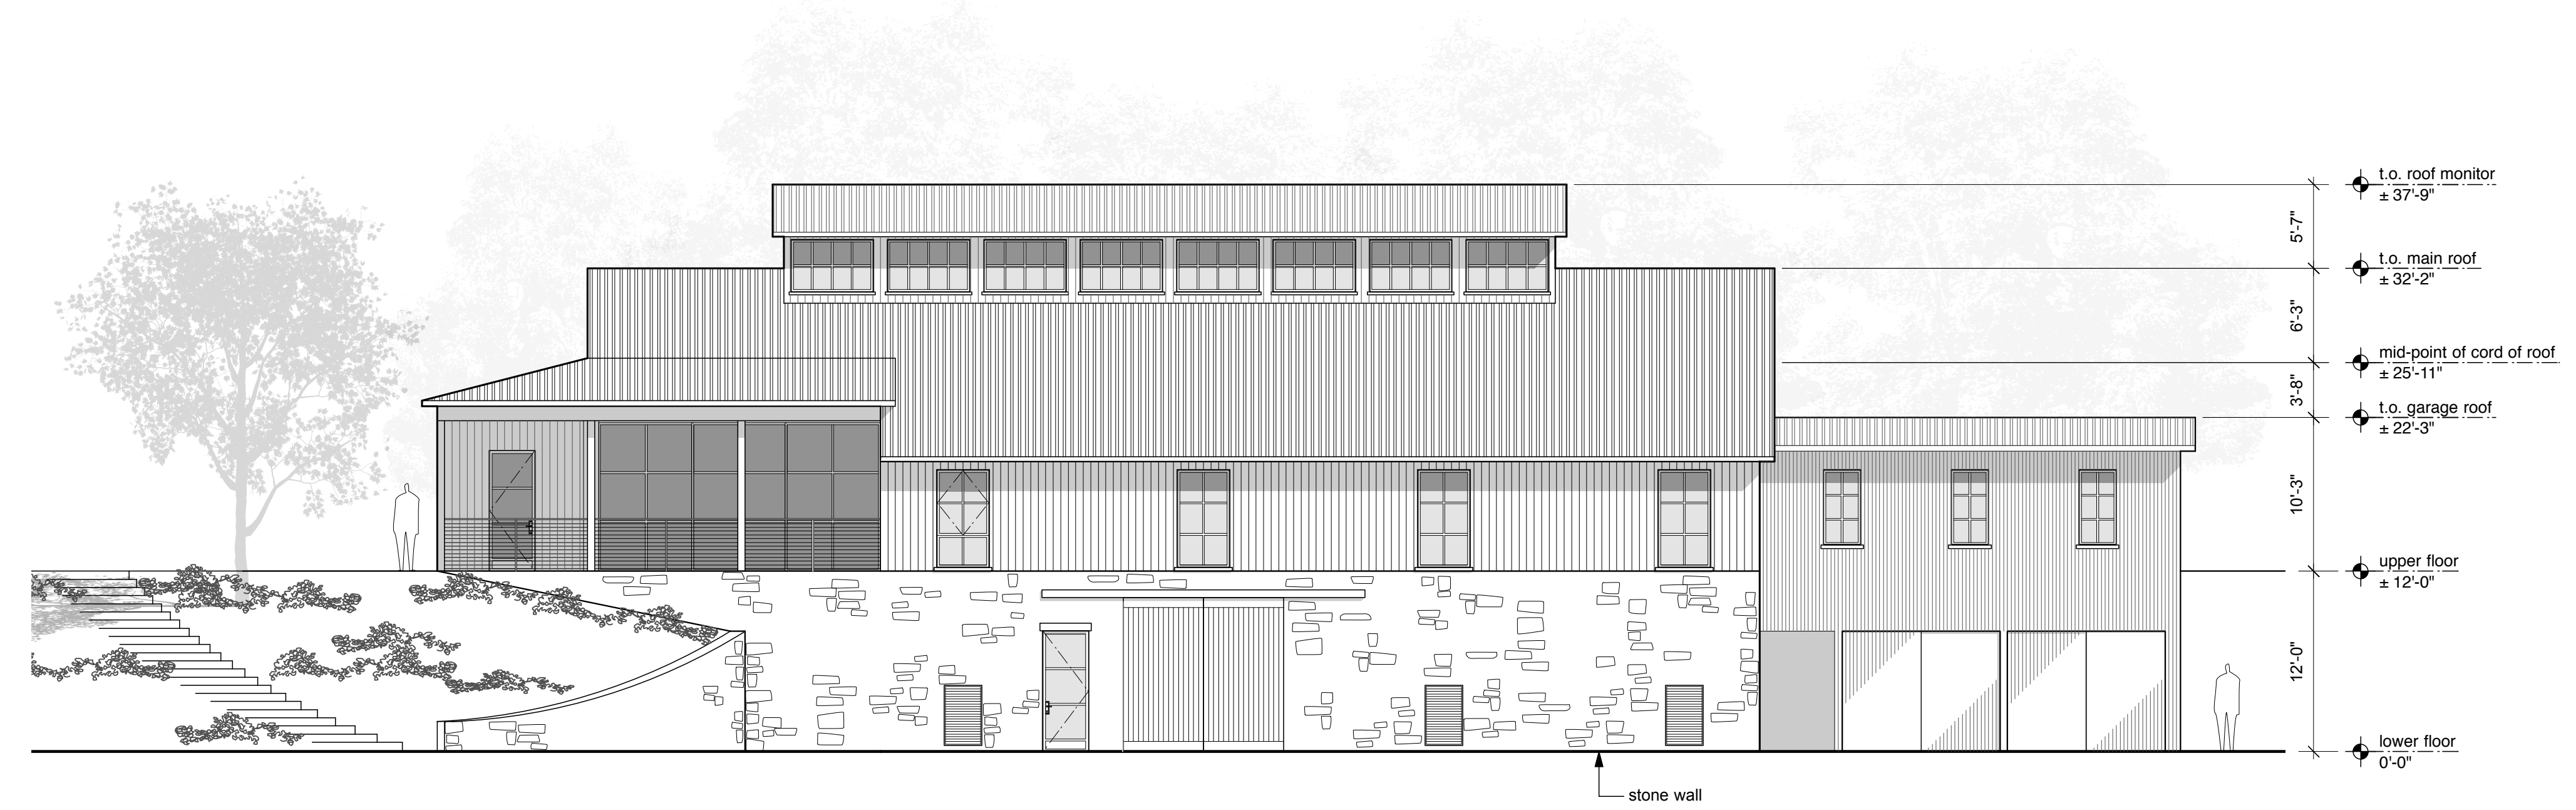 t.o. roof monitor
± 37'-9"
5'-7"
t.o. main roof
± 32'-2"
6'-3"
mid-point of cord of roof
± 25'-11"
3'-8"
t.o. garage roof
± 22'-3"
10'-3"
upper floor
± 12'-0"
12'-0"
lower floor
0'-0"
stone wall